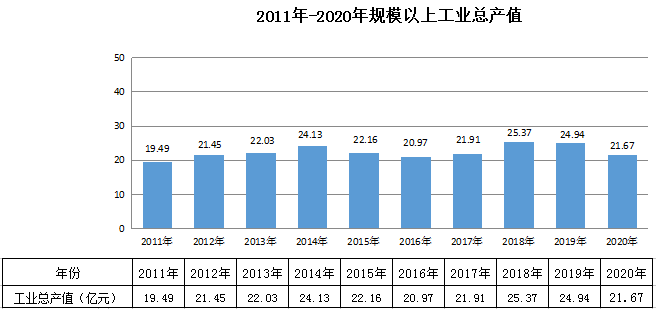 2011年-2020年规模以上工业总产值
50
40
30
20
10
0
19.49 21.45 22.03 24.13 22.16 20.97 21.91 25.37 24.94 21.67
2011年 2012年 2013年 2014年 2015年 2016年 2017年 2018年 2019年 2020年
年份 2011年 2012年 2013年 2014年 2015年 2016年 2017年 2018年 2019年 2020年
工业总产值（亿元） 19.49 21.45 22.03 24.13 22.16 20.97 21.91 25.37 24.94 21.67